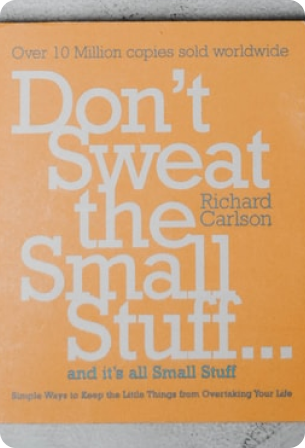 Over 10 Million copies sold worldwide
Don't
Sweat
the
Richard
Carlson
Small
Stuff...
and it's all Small Stuff
Simple Ways to Keep the Little Things from Overtaking Your Life